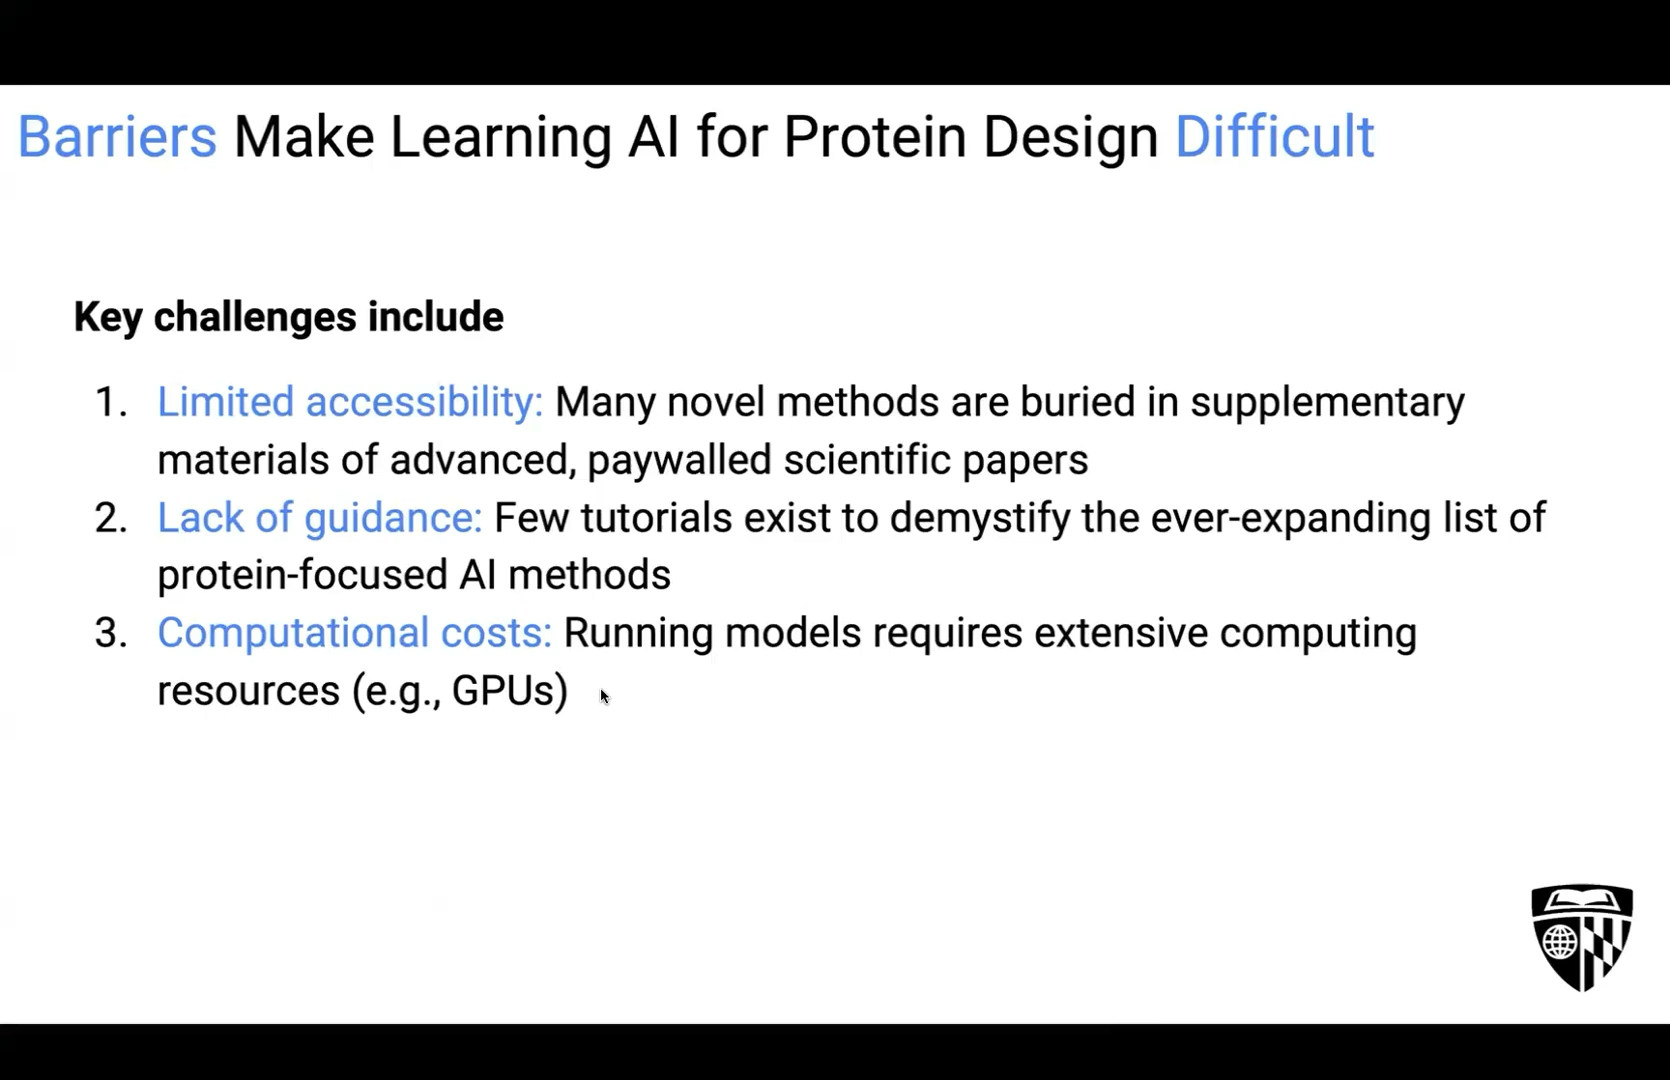 Barriers Make Learning AI for Protein Design Difficult
Key challenges include
1. Limited accessibility: Many novel methods are buried in supplementary
materials of advanced, paywalled scientific papers
2. Lack of guidance: Few tutorials exist to demystify the ever-expanding list of
protein-focused AI methods
3. Computational costs: Running models requires extensive computing
resources (e.g., GPUs)